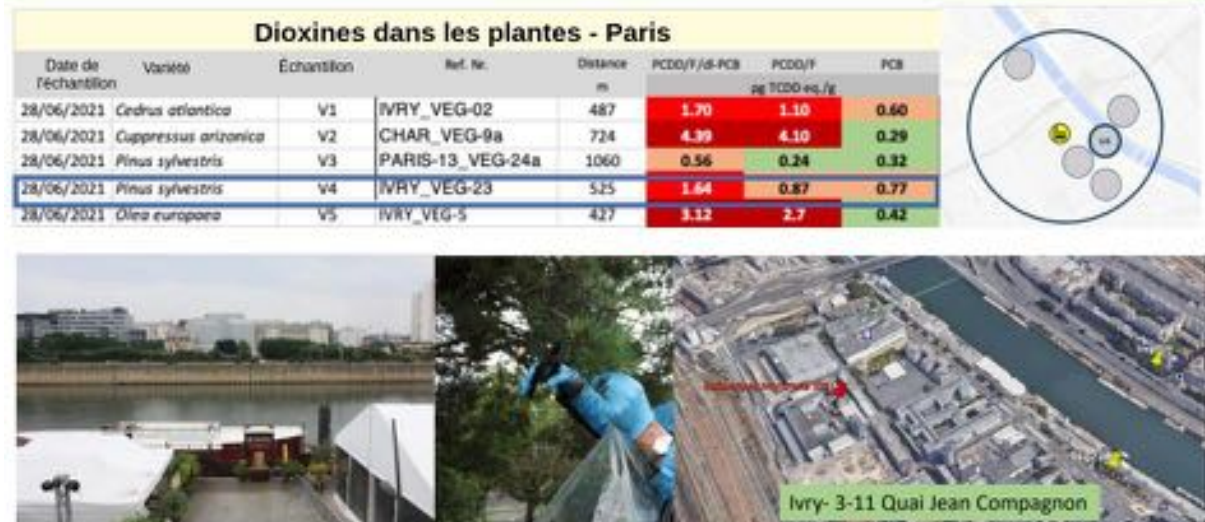 Dioxines dans les plantes - Paris
Date de l'échantillon Variété Échantillon Ref. Nr. Distance PCDD/F/dl-PCB PCDD/F PCB
m pg TCDD eq./g
28/06/2021 Cedrus atlantica V1 IVRY_VEG-02 487 1.70 1.10 0.60
28/06/2021 Cuppressus arizonica V2 CHAR_VEG-9a 724 4.39 4.10 0.29
28/06/2021 Pinus sylvestris V3 PARIS-13_VEG-24a 1060 0.56 0.24 0.32
28/06/2021 Pinus sylvestris V4 IVRY_VEG-23 525 1.64 0.87 0.77
28/06/2021 Olea europaea V5 IVRY_VEG-5 427 3.12 2.7 0.42
Ivry- 3-11 Quai Jean Compagnon